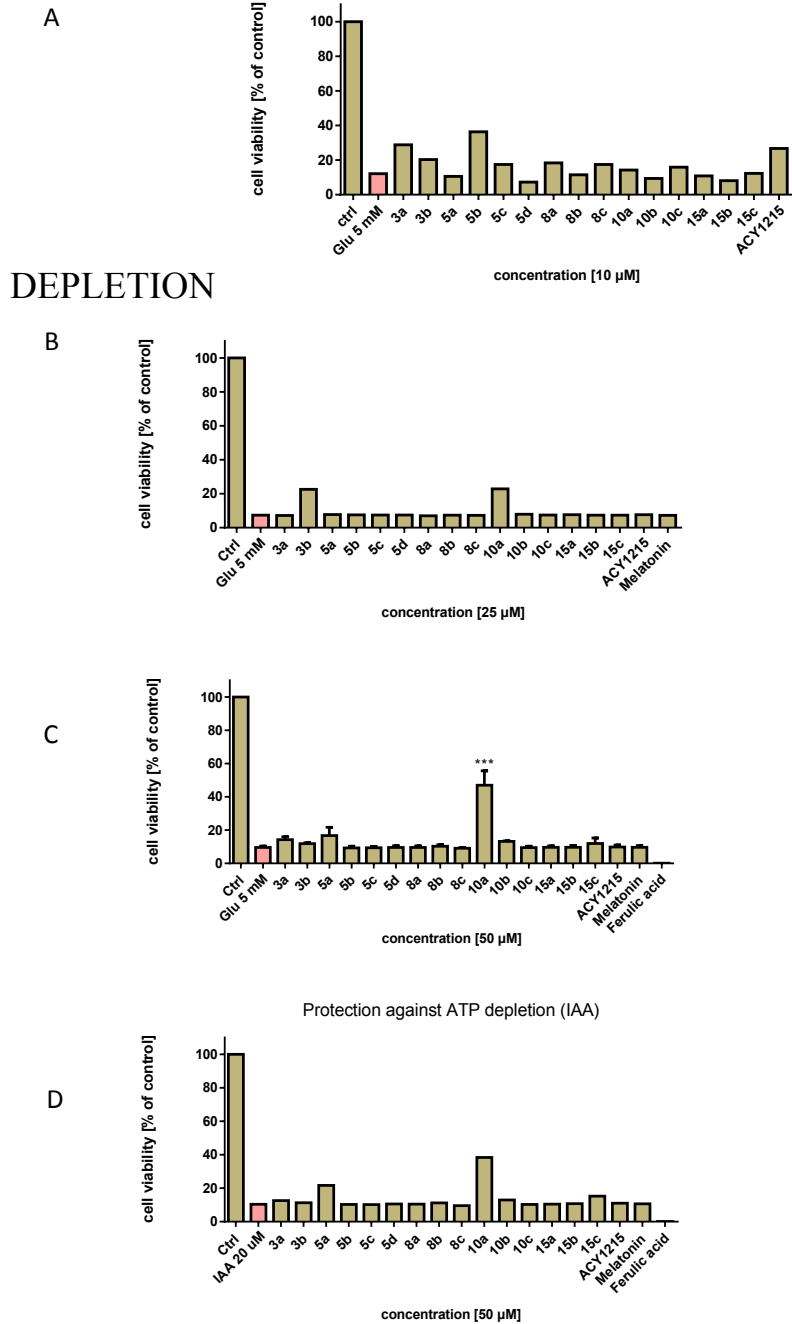 A
cell viability [% of control]
100
80
60
40
20
0
ctrl
Glu 5 mM
3a
3b
5a
5b
5c
5d
8a
8b
8c
10a
10b
10c
15a
15b
15c
ACY1215
concentration [10 µM]
DEPLETION
B
cell viability [% of control]
100
80
60
40
20
0
Ctrl
Glu 5 mM
3a
3b
5a
5b
5c
5d
8a
8b
8c
10a
10b
10c
15a
15b
15c
ACY1215
Melatonin
concentration [25 µM]
C
cell viability [% of control]
100
80
60
40
20
0
***
Ctrl
Glu 5 mM
3a
3b
5a
5b
5c
5d
8a
8b
8c
10a
10b
10c
15a
15b
15c
ACY1215
Melatonin
Ferulic acid
concentration [50 µM]
Protection against ATP depletion (IAA)
D
cell viability [% of control]
100
80
60
40
20
0
Ctrl
IAA 20 uM
3a
3b
5a
5b
5c
5d
8a
8b
8c
10a
10b
10c
15a
15b
15c
ACY1215
Melatonin
Ferulic acid
concentration [50 µM]